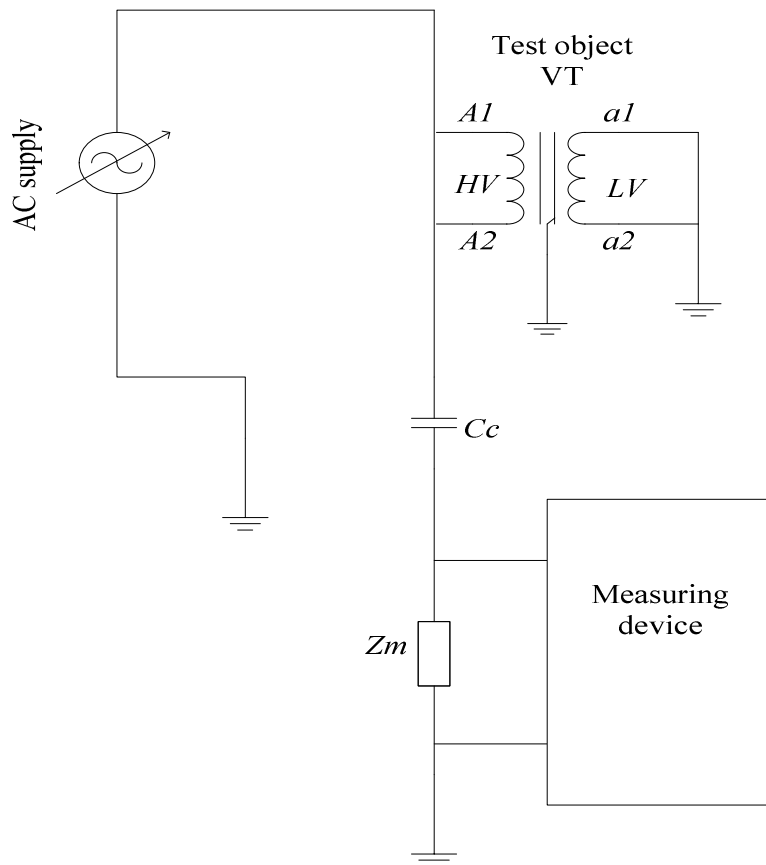 Test object
VT
A1
a1
AC supply
HV
LV
A2
a2
Cc
Measuring
device
Zm